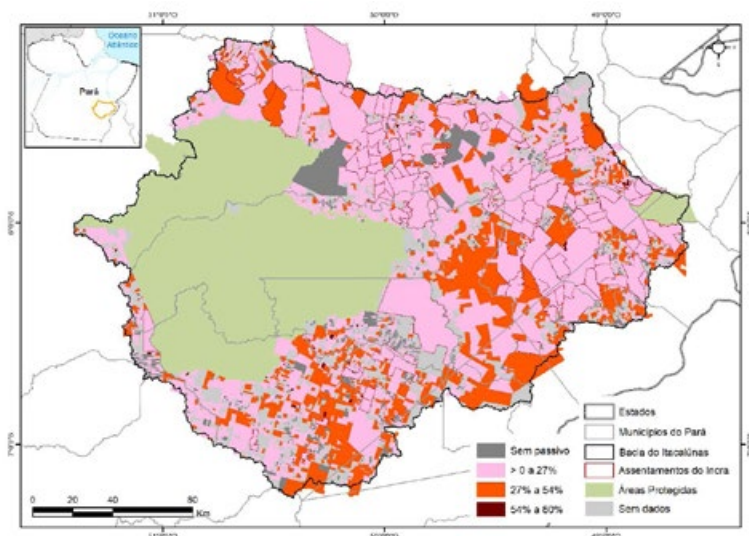 Oceano
Atlântico
Pará
Sem passivo
> 0 a 27%
27% a 54%
54% a 80%
Estados
Municípios do Pará
Bacia do Itacaiúnas
Assentamentos do Incra
Áreas Protegidas
Sem dados
0 20 40 60 80
Km